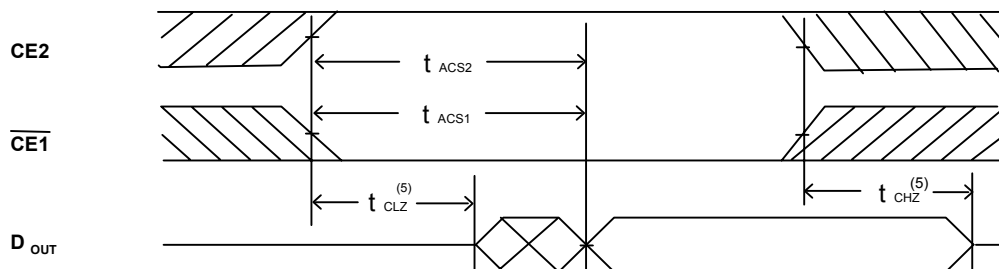 CE2
t ACS2
t ACS1
CE1
t CLZ (5)
t CHZ (5)
D OUT